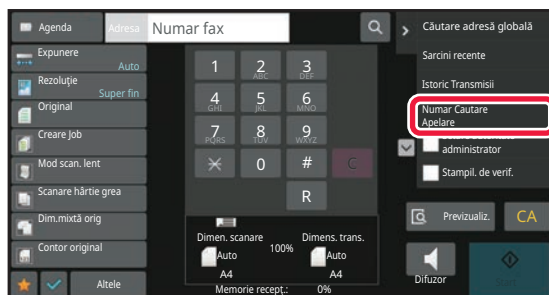 Agenda
Adresa
Numar fax
Căutare adresă globală
Expunere
Auto
Rezoluție
Super fin
Original
Creare Job
Mod scan. lent
Scanare hârtie grea
Dim.mixtă orig
Contor original
Altele
1
2
ABC
3
DEF
4
GHI
5
JKL
6
MNO
7
PQRS
8
TUV
9
WXYZ
0
#
C
R
Dimen. scanare
100%
Dimens. trans.
Auto
A4
Auto
A4
Memorie recept.:
0%
Sarcini recente
Istoric Transmisii
Numar Cautare
Apelare
administrator
Stampil. de verif.
Previzualiz.
CA
Difuzor
Start